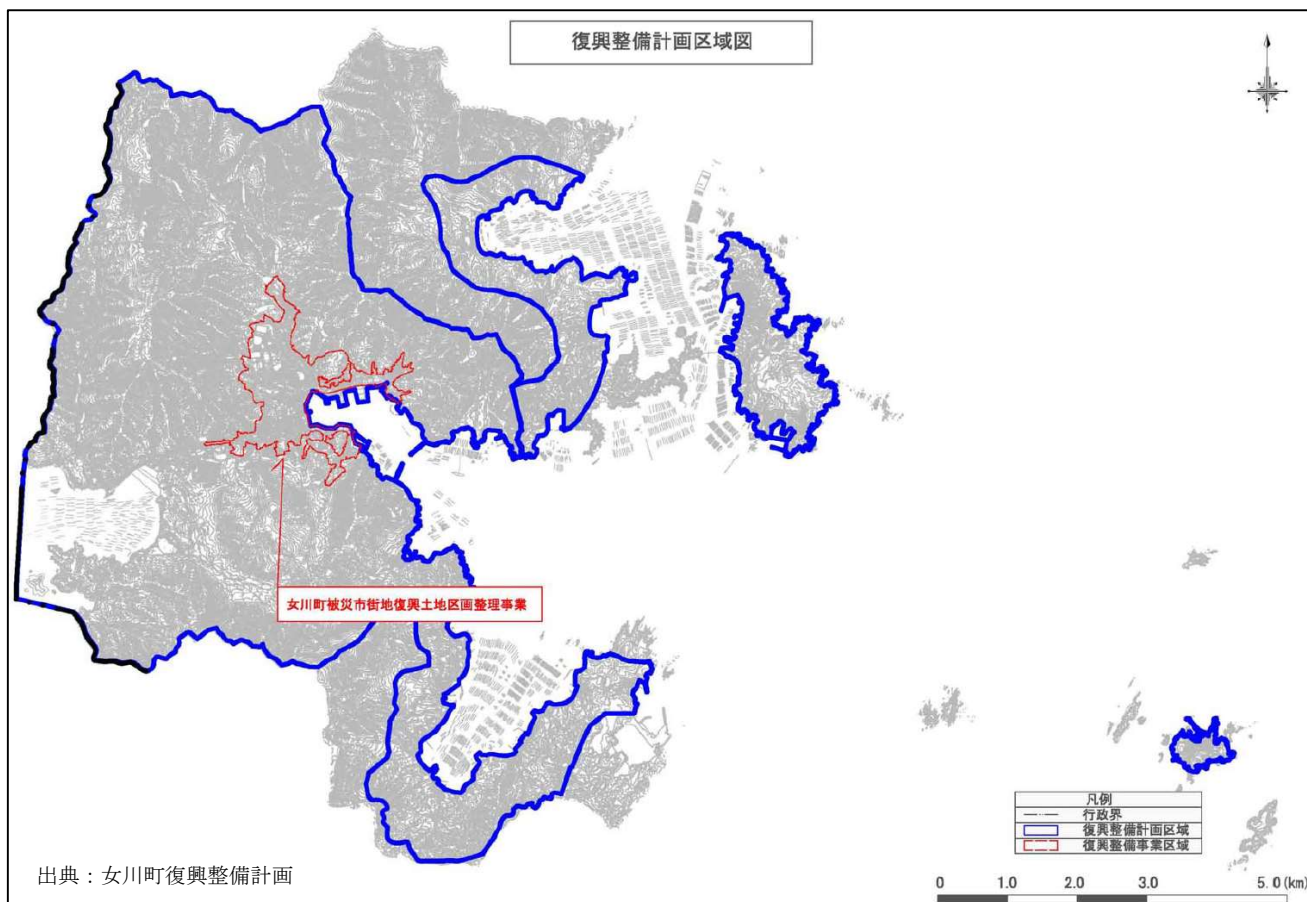 復興整備計画区域図
女川町被災市街地復興土地区画整理事業
凡例
行政界
復興整備計画区域
復興整備事業区域
出典：女川町復興整備計画
0 1.0 2.0 3.0 5.0(km)